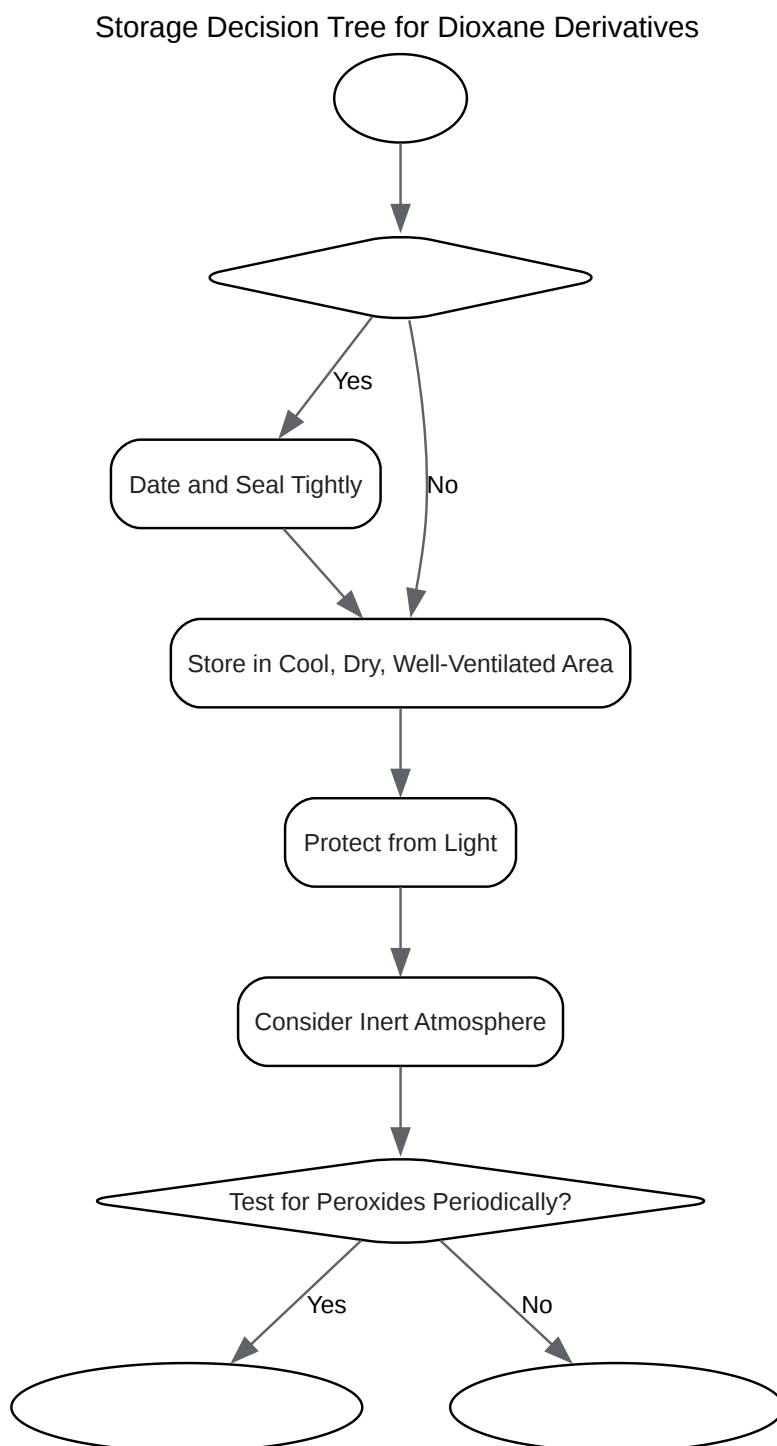 Storage Decision Tree for Dioxane Derivatives
Yes
Date and Seal Tightly
No
Store in Cool, Dry, Well-Ventilated Area
Protect from Light
Consider Inert Atmosphere
Test for Peroxides Periodically?
Yes
No